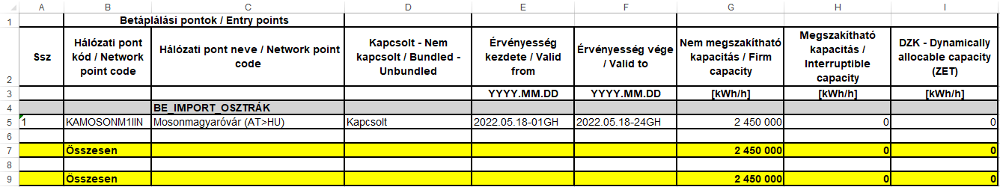 A B C D E F G H I
1 Betáplálási pontok / Entry points
2 Ssz Hálózati pont kód / Network point code Hálózati pont neve / Network point code Kapcsolt - Nem kapcsolt / Bundled - Unbundled Érvényesség kezdete / Valid from Érvényesség vége / Valid to Nem megszakítható kapacitás / Firm capacity Megszakítható kapacitás / Interruptible capacity DZK - Dynamically allocable capacity (ZET)
3 YYYY.MM.DD YYYY.MM.DD [kWh/h] [kWh/h] [kWh/h]
4 BE_IMPORT_OSZTRÁK
5 1 KAMOSONM1IIN Mosonmagyaróvár (AT>HU) Kapcsolt 2022.05.18-01GH 2022.05.18-24GH 2 450 000 0 0
6
7 Összesen 2 450 000 0 0
8
9 Összesen 2 450 000 0 0